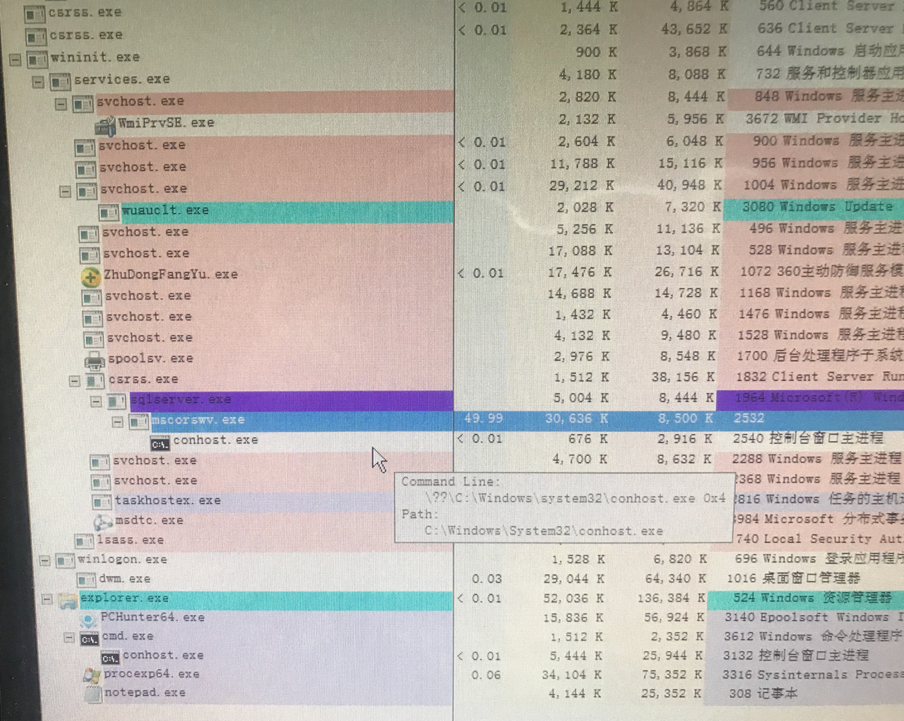 csrss.exe < 0.01 1,444 K 4,864 K 560 Client Server
csrss.exe < 0.01 2,364 K 43,652 K 636 Client Server
wininit.exe 900 K 3,868 K 644 Windows 启动应用
services.exe 4,180 K 8,088 K 732 服务和控制器应用
svchost.exe 2,820 K 8,444 K 848 Windows 服务主进
WmiPrvSE.exe 2,132 K 5,956 K 3672 WMI Provider Ho
svchost.exe < 0.01 2,604 K 6,048 K 900 Windows 服务主进
svchost.exe < 0.01 11,788 K 15,116 K 956 Windows 服务主进
svchost.exe < 0.01 29,212 K 40,948 K 1004 Windows 服务主进
wuauclt.exe 2,028 K 7,320 K 3080 Windows Update
svchost.exe 5,256 K 11,136 K 496 Windows 服务主进
svchost.exe 17,088 K 13,104 K 528 Windows 服务主进
ZhuDongFangYu.exe < 0.01 17,476 K 26,716 K 1072 360主动防御服务模
svchost.exe 14,688 K 14,728 K 1168 Windows 服务主进程
svchost.exe 1,432 K 4,460 K 1476 Windows 服务主进程
svchost.exe 4,132 K 9,480 K 1528 Windows 服务主进程
spoolsv.exe 2,976 K 8,548 K 1700 后台处理程序子系统
csrss.exe 1,512 K 38,156 K 1832 Client Server Run
sqlserver.exe 5,004 K 8,444 K 1964 Microsoft(R) Wind
mscorswv.exe 49.99 30,636 K 8,500 K 2532
conhost.exe < 0.01 676 K 2,916 K 2540 控制台窗口主进程
svchost.exe 4,700 K 8,632 K 2288 Windows 服务主进程
svchost.exe 2368 Windows 服务主进程
taskhostex.exe 2816 Windows 任务的主机进
msdtc.exe 3984 Microsoft 分布式事
lsass.exe 740 Local Security Aut
Command Line:
\??\C:\Windows\system32\conhost.exe 0x4
Path:
C:\Windows\System32\conhost.exe
winlogon.exe 1,528 K 6,820 K 696 Windows 登录应用程序
dwm.exe 0.03 29,044 K 64,340 K 1016 桌面窗口管理器
explorer.exe < 0.01 52,036 K 136,384 K 524 Windows 资源管理器
PCHunter64.exe 15,836 K 56,924 K 3140 Epoolsoft Windows I
cmd.exe 1,512 K 2,352 K 3612 Windows 命令处理程序
conhost.exe < 0.01 5,444 K 25,944 K 3132 控制台窗口主进程
procexp64.exe 0.06 34,104 K 75,352 K 3316 Sysinternals Process
notepad.exe 4,144 K 25,352 K 308 记事本